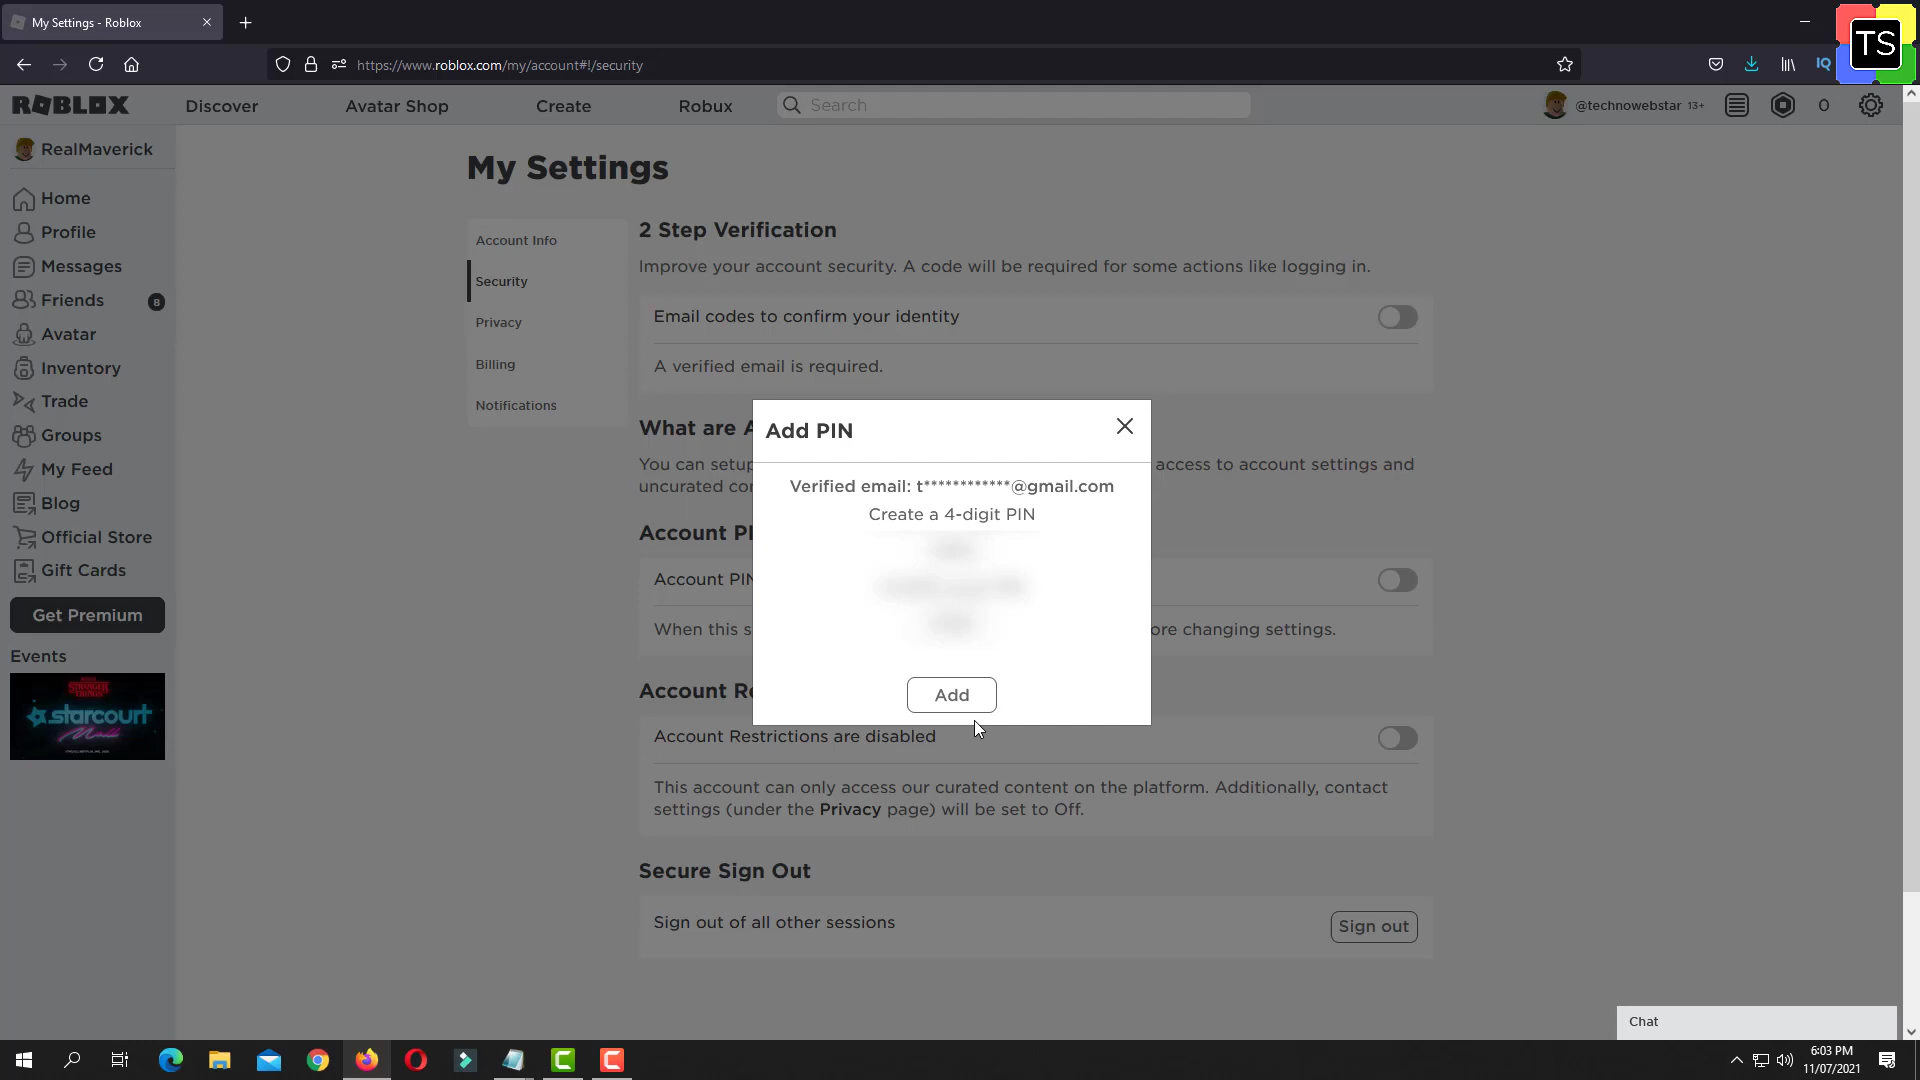 My Settings - Roblox
TS
https://www.roblox.com/my/account#!/security
IQ
ROBLOX
Discover
Avatar Shop
Create
Robux
Search
@technowebstar 13+
0
RealMaverick
Home
Profile
Messages
Friends
8
Avatar
Inventory
Trade
Groups
My Feed
Blog
Official Store
Gift Cards
Get Premium
Events
STRANGER THINGS
starcourt
My Settings
Account Info
Security
Privacy
Billing
Notifications
2 Step Verification
Improve your account security. A code will be required for some actions like logging in.
Email codes to confirm your identity
A verified email is required.
What are A
You can setup access to account settings and
uncurated con
Account PI
Account PIN
When this s ore changing settings.
Account Re
Account Restrictions are disabled
This account can only access our curated content on the platform. Additionally, contact
settings (under the Privacy page) will be set to Off.
Secure Sign Out
Sign out of all other sessions
Sign out
Add PIN
Verified email: t************@gmail.com
Create a 4-digit PIN
Add
Chat
6:03 PM
11/07/2021